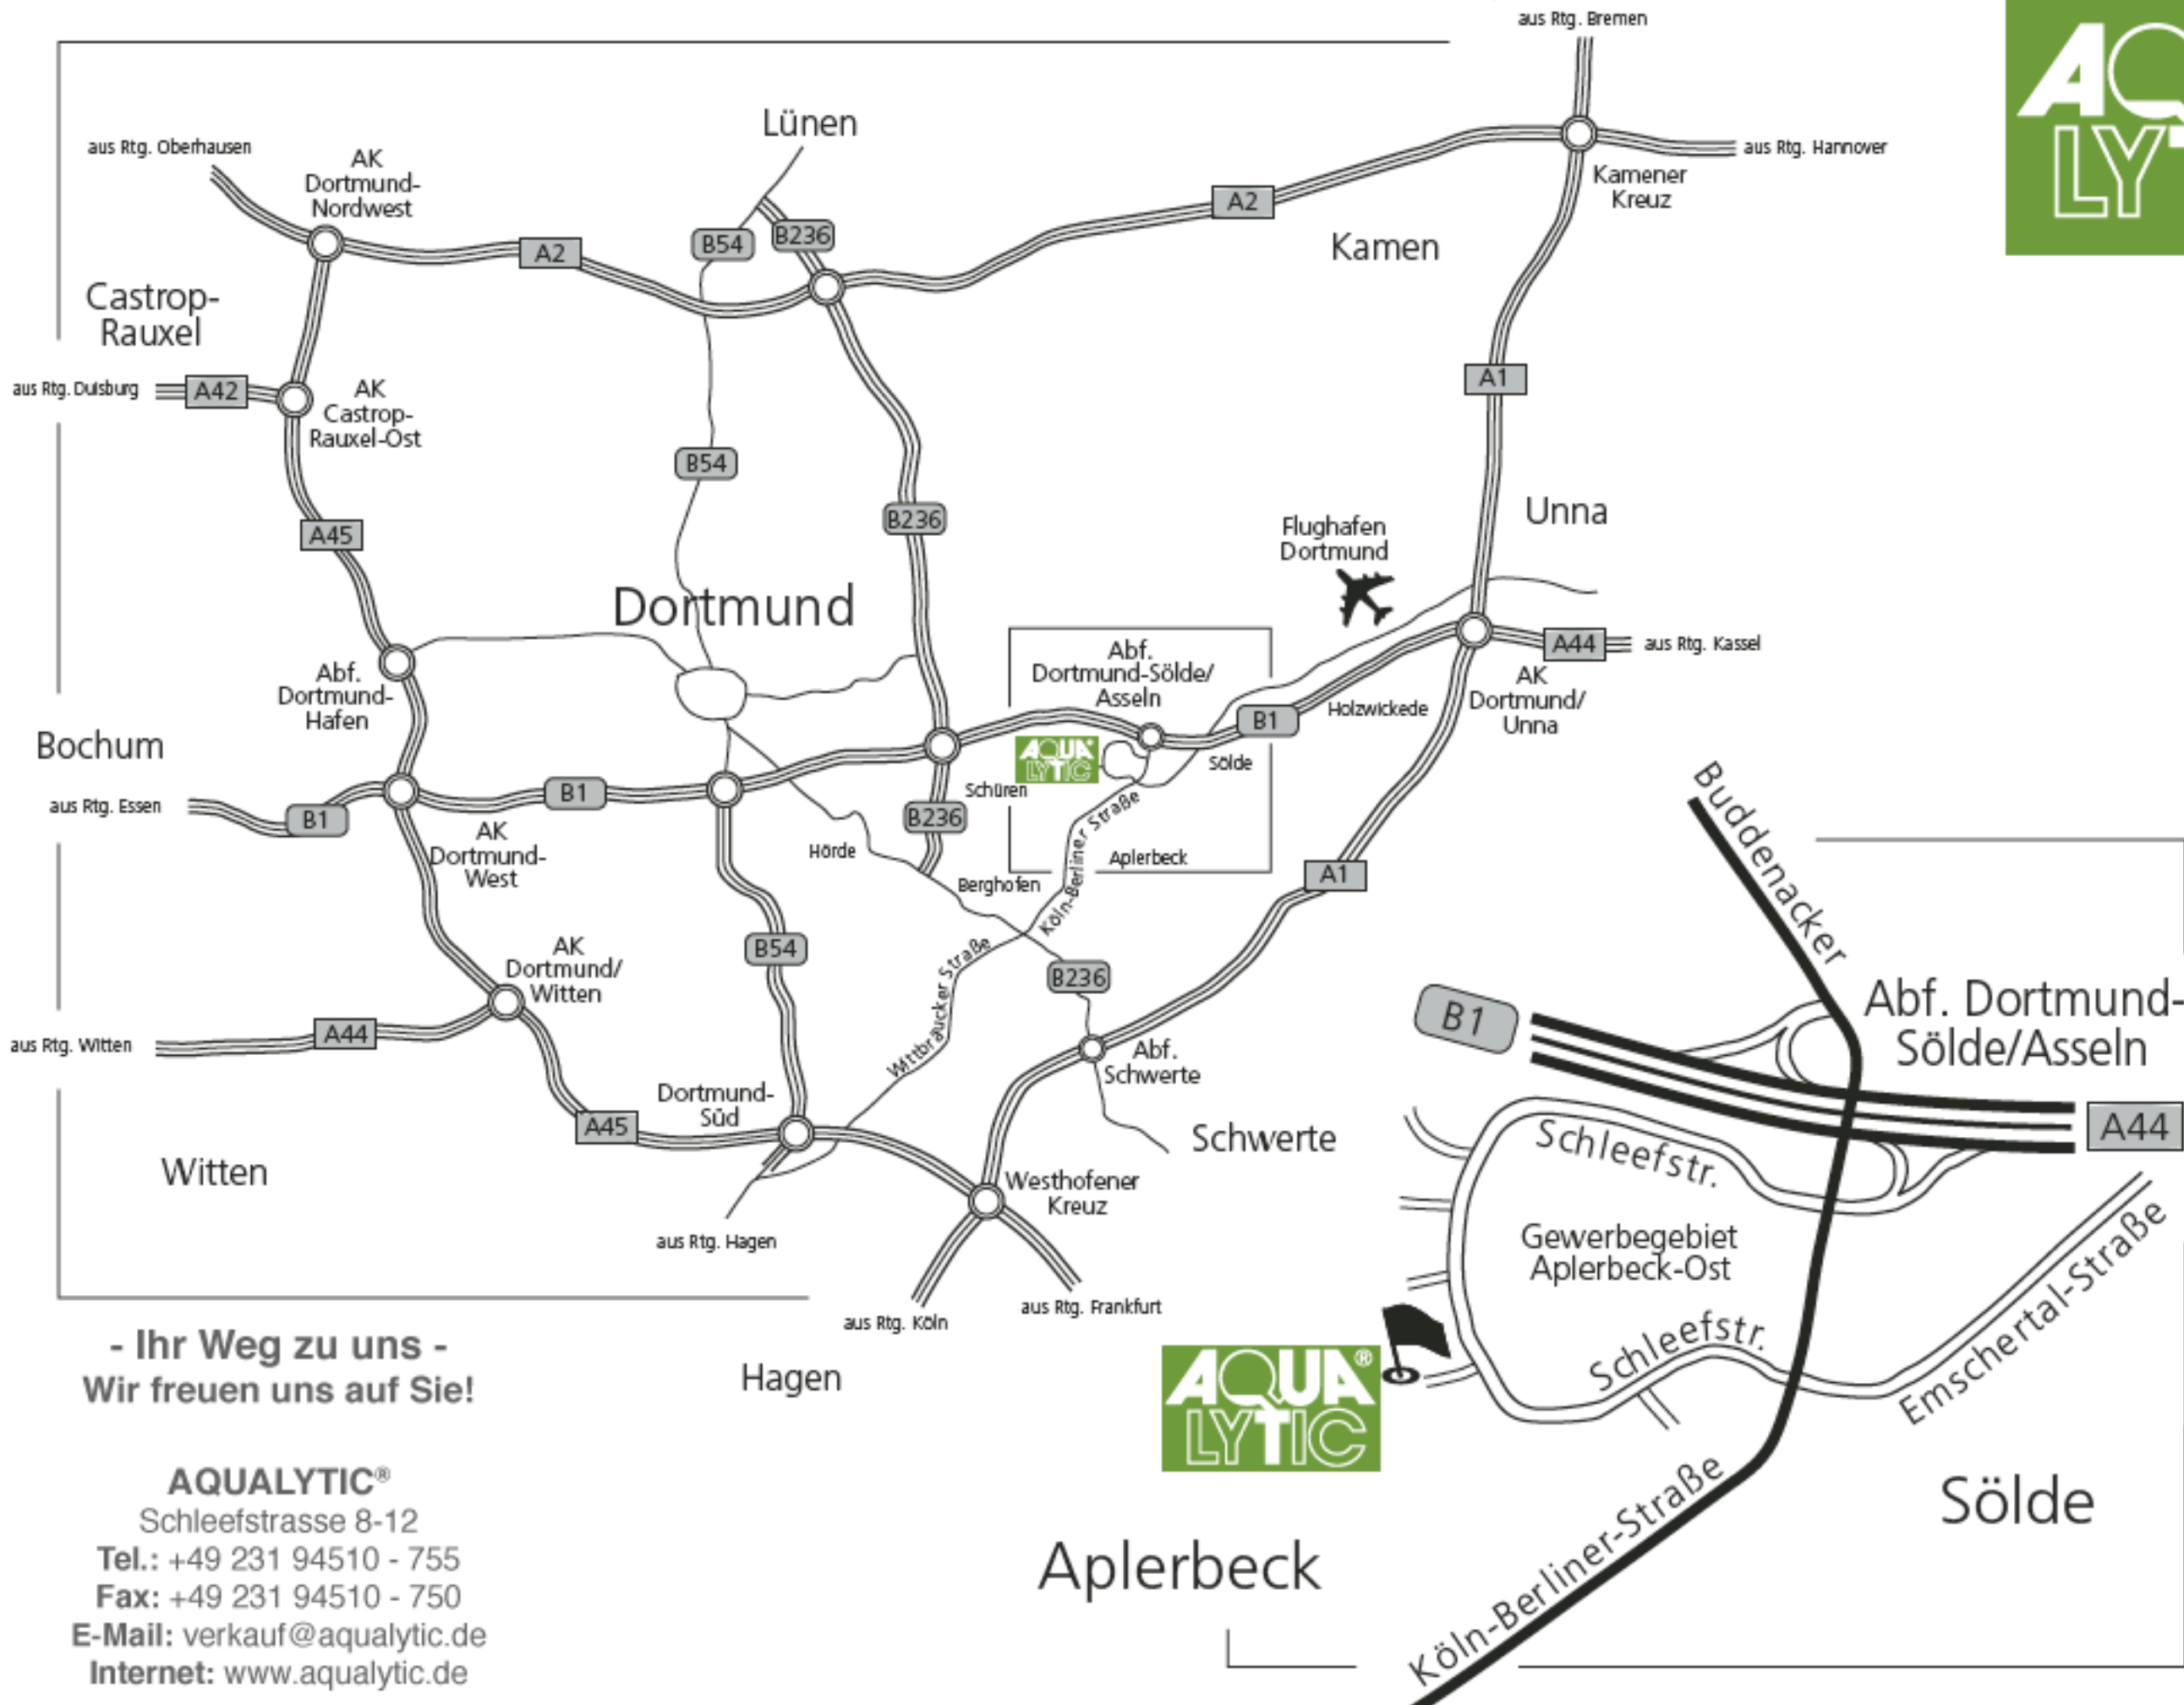 aus Rtg. Bremen
AQ
LYT
Lünen
aus Rtg. Oberhausen
AK
Dortmund-
Nordwest
aus Rtg. Hannover
Kamener
Kreuz
A2
B54
B236
A2
Kamen
Castrop-
Rauxel
aus Rtg. Duisburg
A42
AK
Castrop-
Rauxel-Ost
A1
B54
A45
B236
Unna
Flughafen
Dortmund
Dortmund
Abf.
Dortmund-Sölde/
Asseln
A44
aus Rtg. Kassel
AK
Dortmund/
Unna
Abf.
Dortmund-
Hafen
B1
Holzwickede
Bochum
AQUA®
LYTIC
Sölde
aus Rtg. Essen
B1
B1
Schüren
B236
AK
Dortmund-
West
Hörde
Köln-Berliner Straße
Aplerbeck
Berghofen
A1
Buddenacker
AK
Dortmund/
Witten
B54
Wittbräucker Straße
B236
aus Rtg. Witten
A44
Abf.
Schwerte
B1
Abf. Dortmund-
Sölde/Asseln
A44
Dortmund-
Süd
A45
Schwerte
Witten
Westhofener
Kreuz
Schleefstr.
aus Rtg. Hagen
Gewerbegebiet
Aplerbeck-Ost
Emschertal-Straße
aus Rtg. Köln
aus Rtg. Frankfurt
Schleefstr.
Hagen
AQUA®
LYTIC
Sölde
Aplerbeck
Köln-Berliner-Straße
- Ihr Weg zu uns -
Wir freuen uns auf Sie!
AQUALYTIC®
Schleefstrasse 8-12
Tel.: +49 231 94510 - 755
Fax: +49 231 94510 - 750
E-Mail: verkauf@aqualytic.de
Internet: www.aqualytic.de